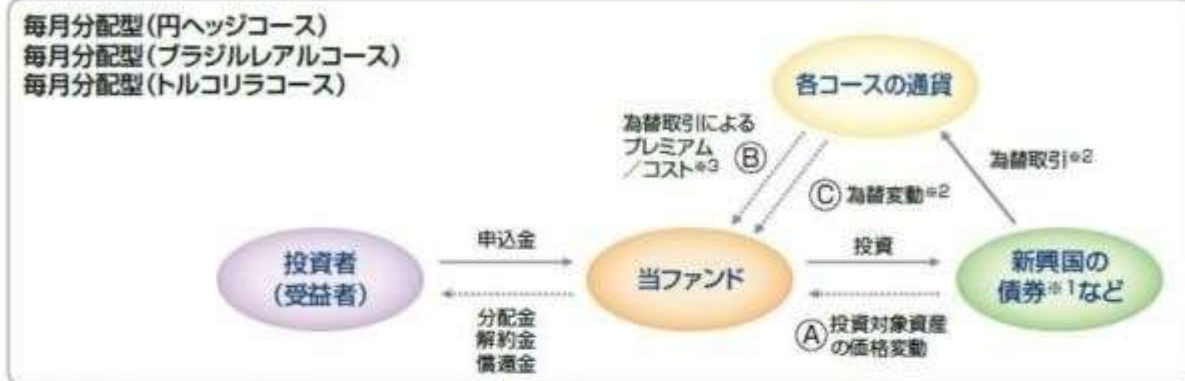 毎月分配型(円ヘッジコース)
毎月分配型(ブラジルレアルコース)
毎月分配型(トルコリラコース)
各コースの通貨
為替取引による
プレミアム
/コスト※3
Ⓑ
為替取引※2
Ⓒ 為替変動※2
投資者
(受益者)
申込金
分配金
解約金
償還金
当ファンド
投資
Ⓐ 投資対象資産
の価格変動
新興国の
債券※1など